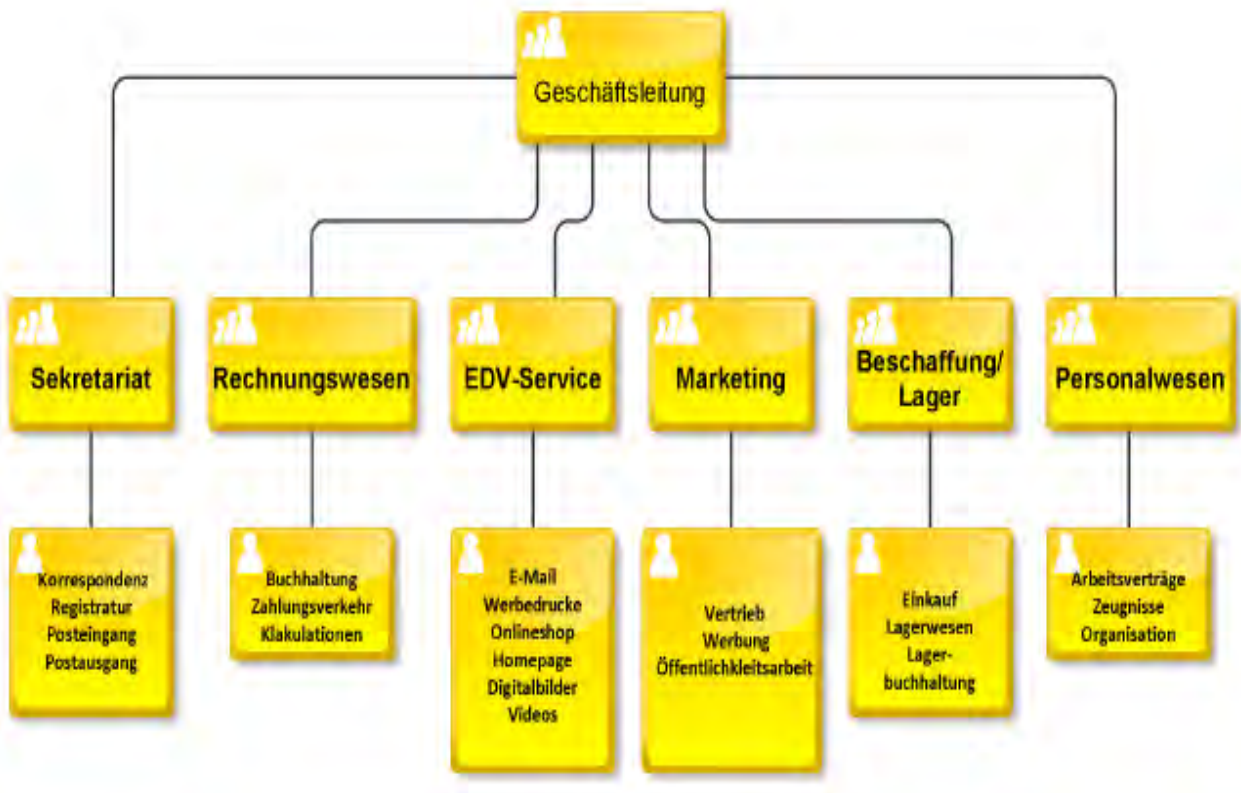 Geschäftsleitung
Sekretariat
Rechnungswesen
EDV-Service
Marketing
Beschaffung/
Lager
Personalwesen
Korrespondenz
Registratur
Posteingang
Postausgang
Buchhaltung
Zahlungsverkehr
Klakulationen
E-Mail
Werbedrucke
Onlineshop
Homepage
Digitalbilder
Videos
Vertrieb
Werbung
Öffentlichkleitsarbeit
Einkauf
Lagerwesen
Lager-
buchhaltung
Arbeitsverträge
Zeugnisse
Organisation